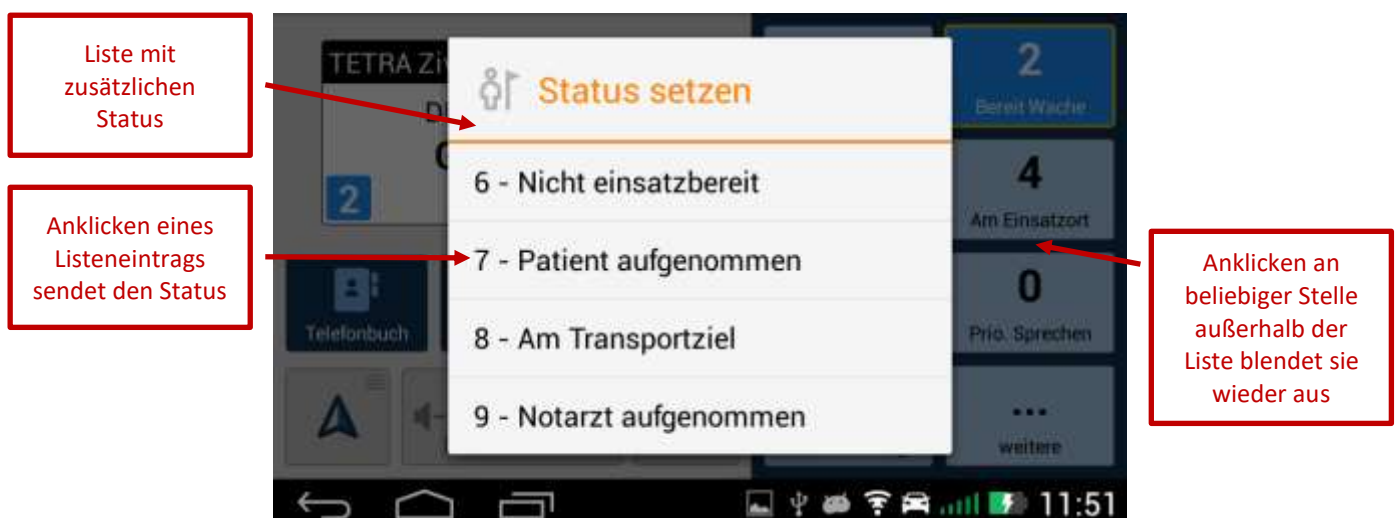 Liste mit
zusätzlichen
Status
Anklicken eines
Listeneintrags
sendet den Status
TETRA
2
Telefonbuch
Status setzen
6 - Nicht einsatzbereit
7 - Patient aufgenommen
8 - Am Transportziel
9 - Notarzt aufgenommen
2
Bereit Wache
4
Am Einsatzort
0
Prio. Sprechen
...
weitere
11:51
Anklicken an
beliebiger Stelle
außerhalb der
Liste blendet sie
wieder aus